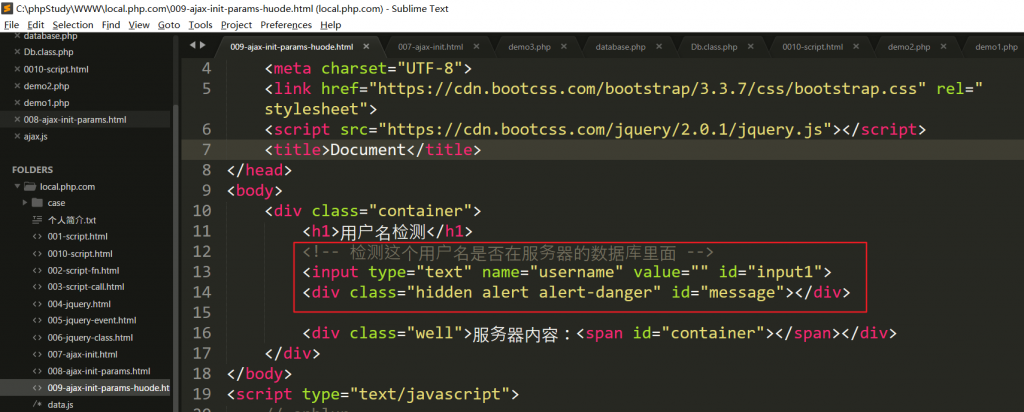 C:\phpStudy\WWW\local.php.com\009-ajax-init-params-huode.html (local.php.com) - Sublime Text
File Edit Selection Find View Goto Tools Project Preferences Help
database.php
Db.class.php
0010-script.html
demo2.php
demo1.php
008-ajax-init-params.html
ajax.js
FOLDERS
local.php.com
case
个人简介.txt
001-script.html
0010-script.html
002-script-fn.html
003-script-call.html
004-jquery.html
005-jquery-event.html
006-jquery-class.html
007-ajax-init.html
008-ajax-init-params.html
009-ajax-init-params-huode.ht
data.js
009-ajax-init-params-huode.html × 007-ajax-init.html × demo3.php × database.php × Db.class.php × 0010-script.html × demo2.php × demo1.php
4 <meta charset="UTF-8">
5 <link href="https://cdn.bootcss.com/bootstrap/3.3.7/css/bootstrap.css" rel="
stylesheet">
6 <script src="https://cdn.bootcss.com/jquery/2.0.1/jquery.js"></script>
7 <title>Document</title>
8 </head>
9 <body>
10 <div class="container">
11 <h1>用户名检测</h1>
12 <!-- 检测这个用户名是否在服务器的数据库里面 -->
13 <input type="text" name="username" value="" id="input1">
14 <div class="hidden alert alert-danger" id="message"></div>
15
16 <div class="well">服务器内容：<span id="container"></span></div>
17 </div>
18 </body>
19 <script type="text/javascript">